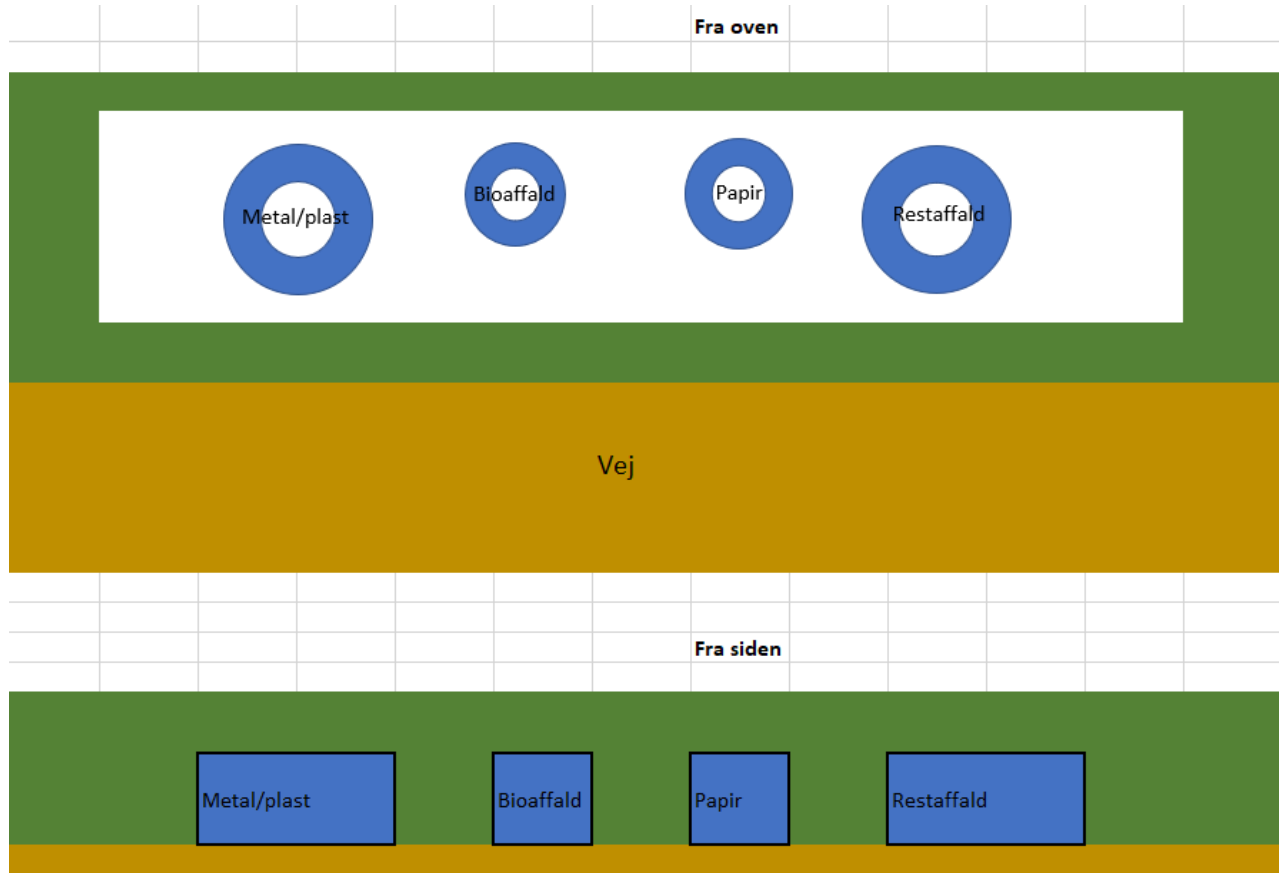 Fra oven
Metal/plast
Bioaffald
Papir
Restaffald
Vej
Fra siden
Metal/plast
Bioaffald
Papir
Restaffald